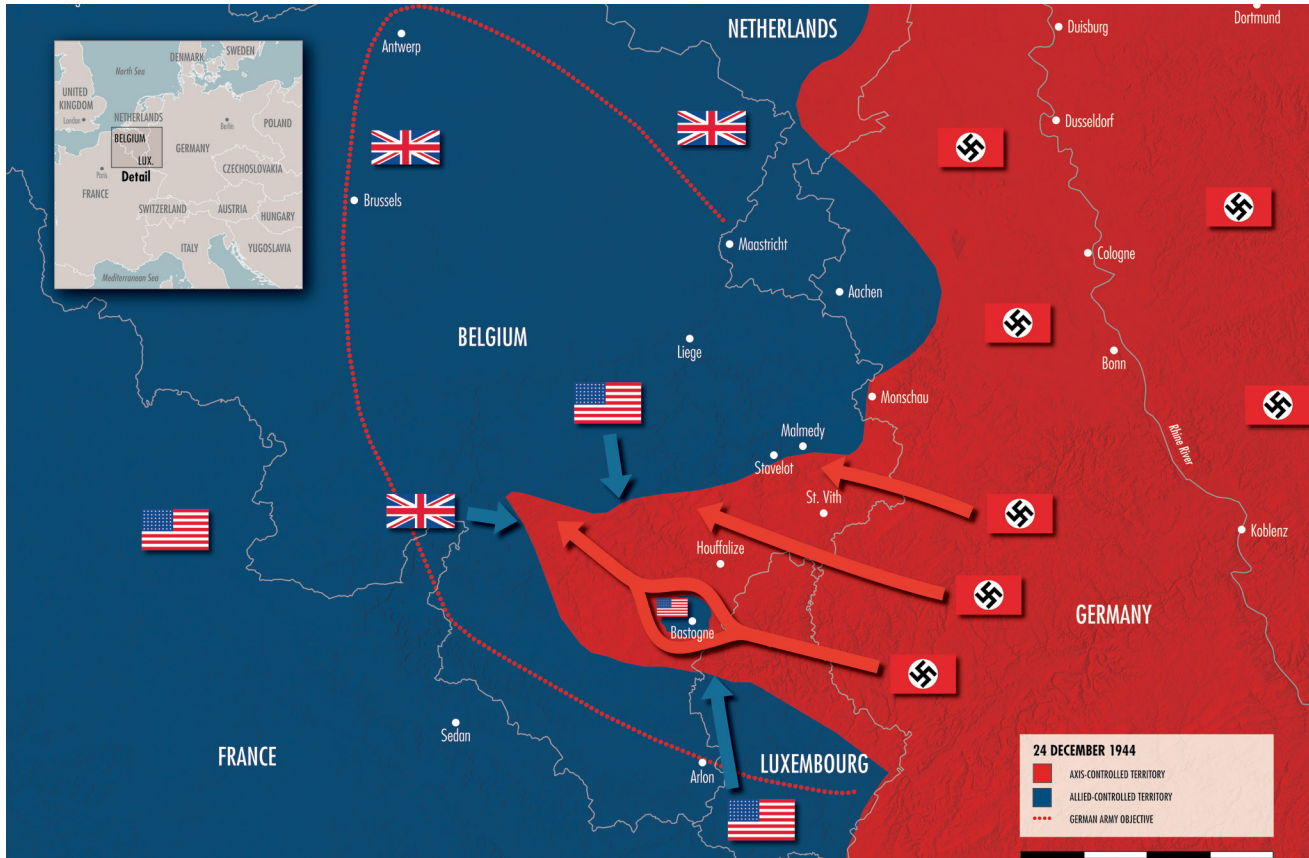 NETHERLANDS
Dortmund
Duisburg
Antwerp
North Sea
DENMARK
SWEDEN
UNITED
KINGDOM
London
NETHERLANDS
Berlin
POLAND
BELGIUM
GERMANY
LUX.
Paris
Detail
CZECHOSLOVAKIA
FRANCE
SWITZERLAND
AUSTRIA
HUNGARY
ITALY
YUGOSLAVIA
Mediterranean Sea
Dusseldorf
Brussels
Maastricht
Cologne
Aachen
BELGIUM
Liege
Bonn
Monschau
Rhine River
Malmedy
Stavelot
St. Vith
Koblenz
Houffalize
GERMANY
Bastogne
Sedan
FRANCE
Arlon
LUXEMBOURG
24 DECEMBER 1944
AXIS-CONTROLLED TERRITORY
ALLIED-CONTROLLED TERRITORY
GERMAN ARMY OBJECTIVE